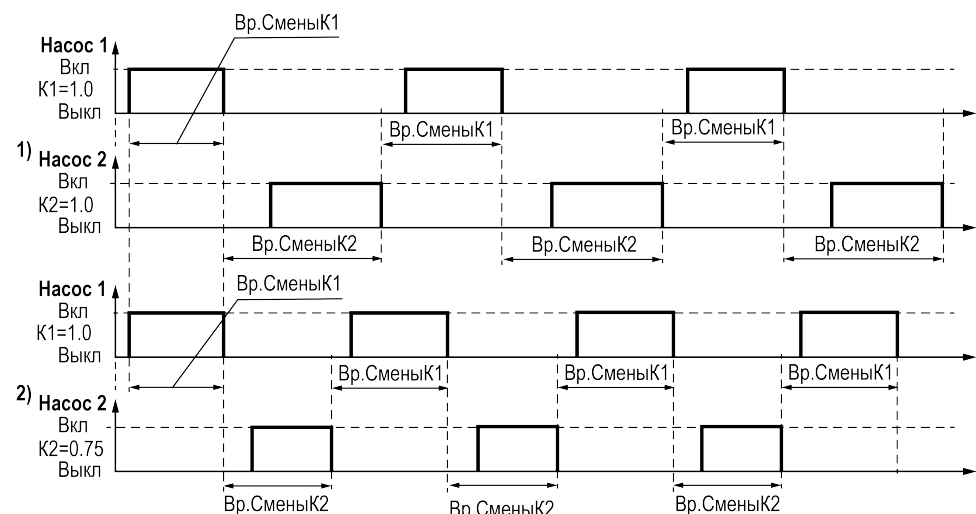 Вр.СменыК1
Насос 1
Вкл
К1=1.0
Выкл
Вр.СменыК1
Вр.СменыК1
1)
Насос 2
Вкл
К2=1.0
Выкл
Вр.СменыК2
Вр.СменыК2
Вр.СменыК2
Вр.СменыК1
Насос 1
Вкл
К1=1.0
Выкл
Вр.СменыК1
Вр.СменыК1
Вр.СменыК1
2)
Насос 2
Вкл
К2=0.75
Выкл
Вр.СменыК2
Вр.СменыК2
Вр.СменыК2